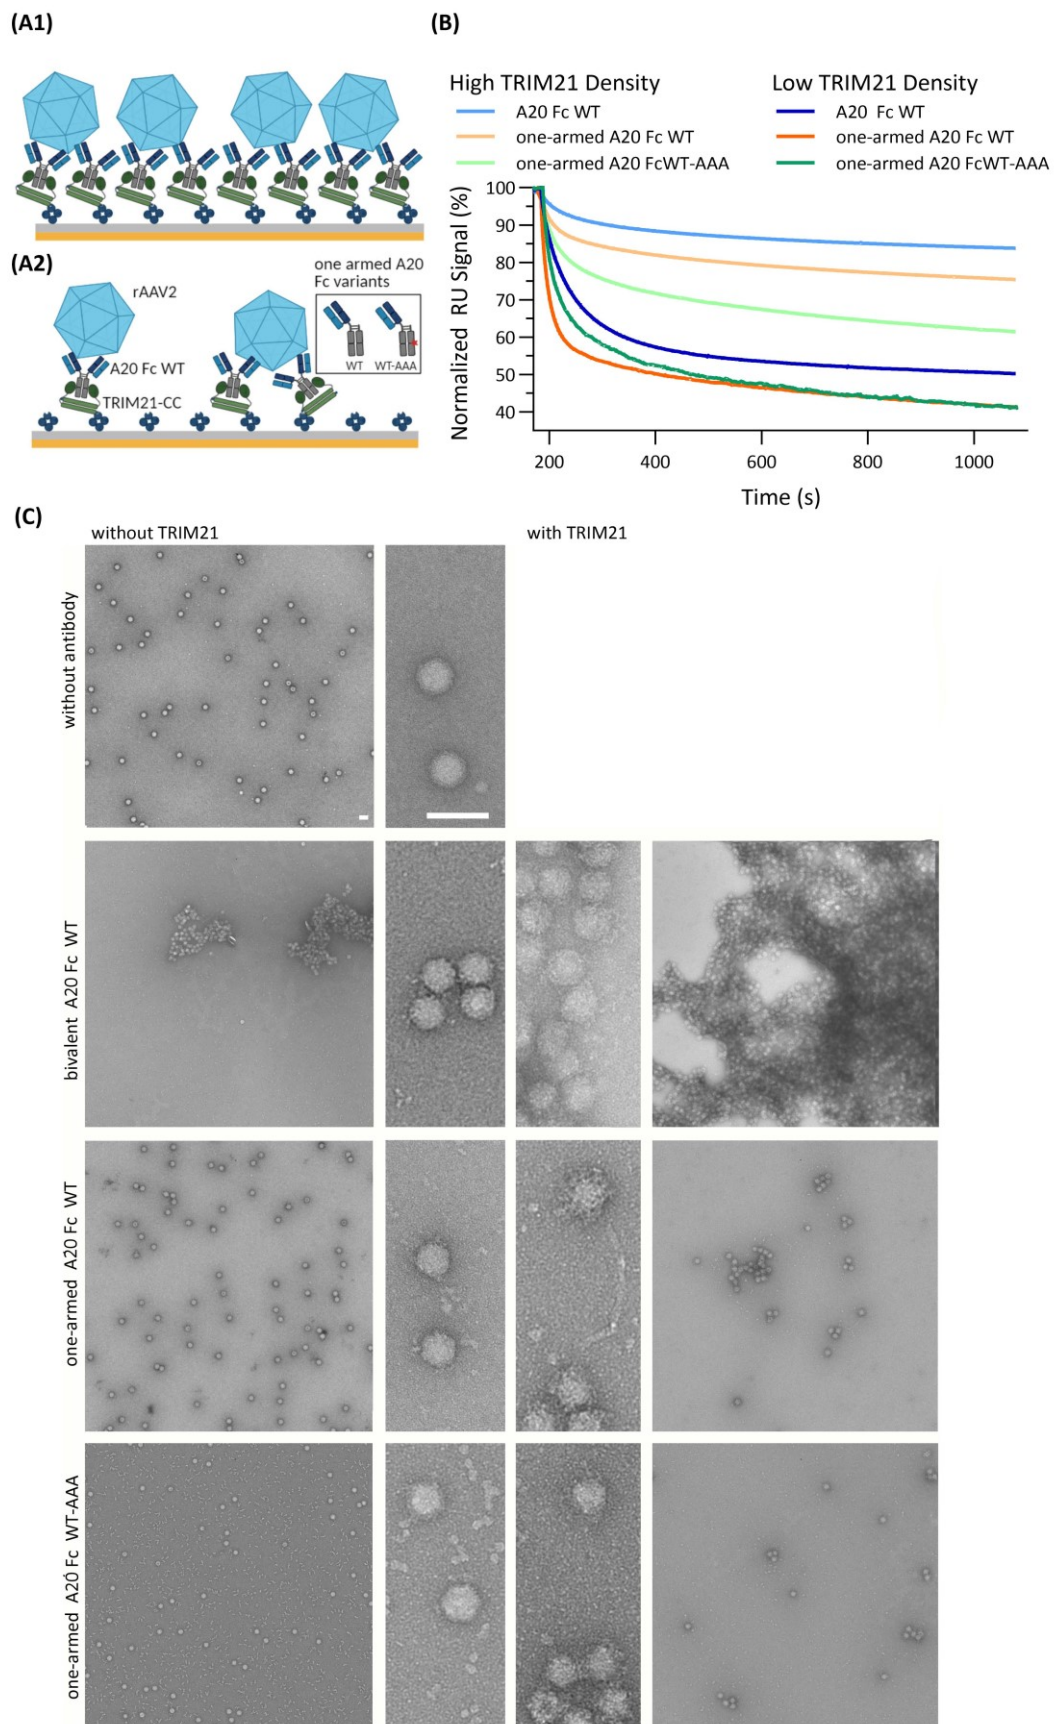 (A1)
(A2)
one armed A20
Fc variants
rAAV2
WT
WT-AAA
A20 Fc WT
TRIM21-CC
(B)
High TRIM21 Density
A20 Fc WT
one-armed A20 Fc WT
one-armed A20 FcWT-AAA
Low TRIM21 Density
A20 Fc WT
one-armed A20 Fc WT
one-armed A20 FcWT-AAA
Normalized RU Signal (%)
100
90
80
70
60
50
40
200
400
600
800
1000
Time (s)
(C)
without TRIM21
with TRIM21
without antibody
bivalent A20 Fc WT
one-armed A20 Fc WT
one-armed A20 Fc WT-AAA